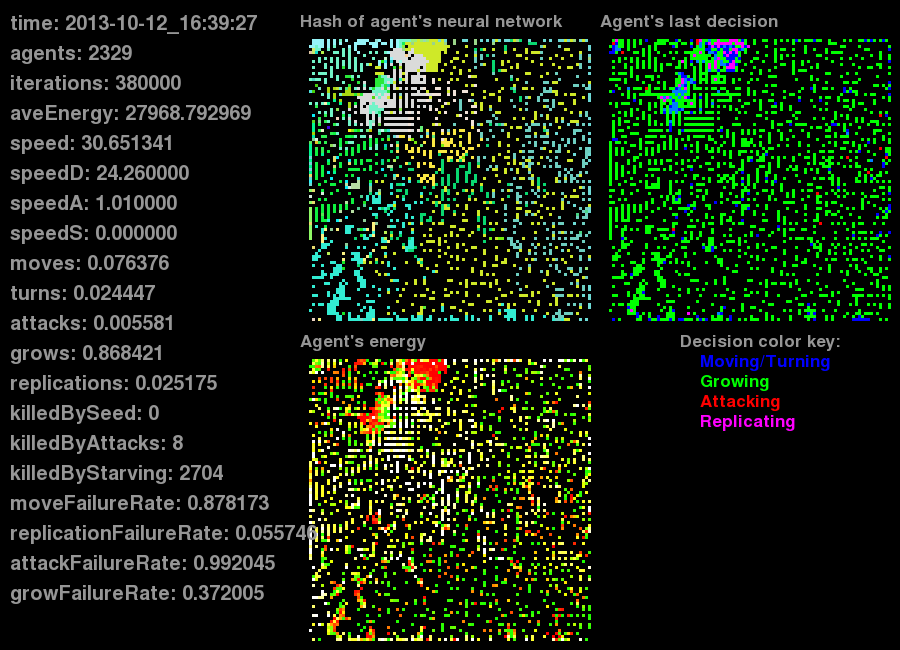 time: 2013-10-12_16:39:27
agents: 2329
iterations: 380000
aveEnergy: 27968.792969
speed: 30.651341
speedD: 24.260000
speedA: 1.010000
speedS: 0.000000
moves: 0.076376
turns: 0.024447
attacks: 0.005581
grows: 0.868421
replications: 0.025175
killedBySeed: 0
killedByAttacks: 8
killedByStarving: 2704
moveFailureRate: 0.878173
replicationFailureRate: 0.055746
attackFailureRate: 0.992045
growFailureRate: 0.372005
Hash of agent's neural network
Agent's last decision
Agent's energy
Decision color key:
Moving/Turning
Growing
Attacking
Replicating